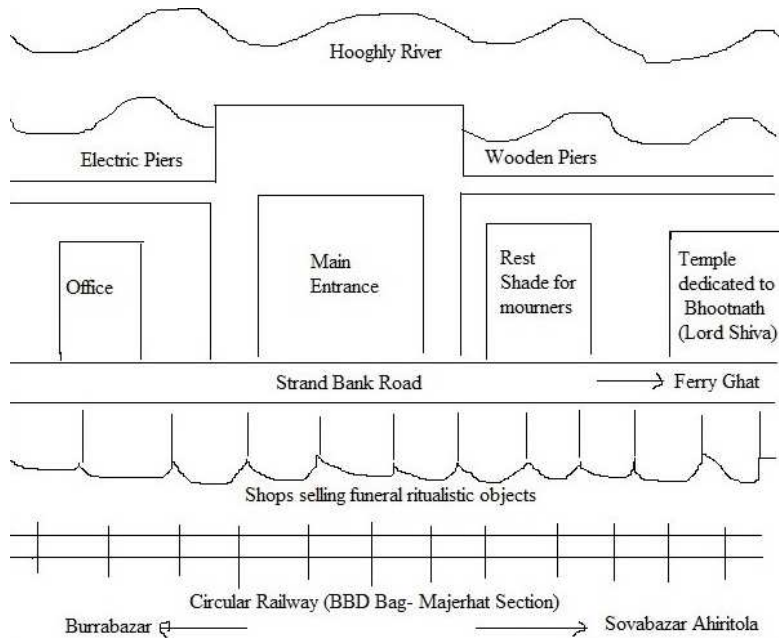 Hooghly River
Electric Piers
Wooden Piers
Office
Main
Entrance
Rest
Shade for
mourners
Temple
dedicated to
Bhootnath
(Lord Shiva)
Strand Bank Road
Ferry Ghat
Shops selling funeral ritualistic objects
Circular Railway (BBD Bag- Majerhat Section)
Burrabazar
Sovabazar Ahiritola